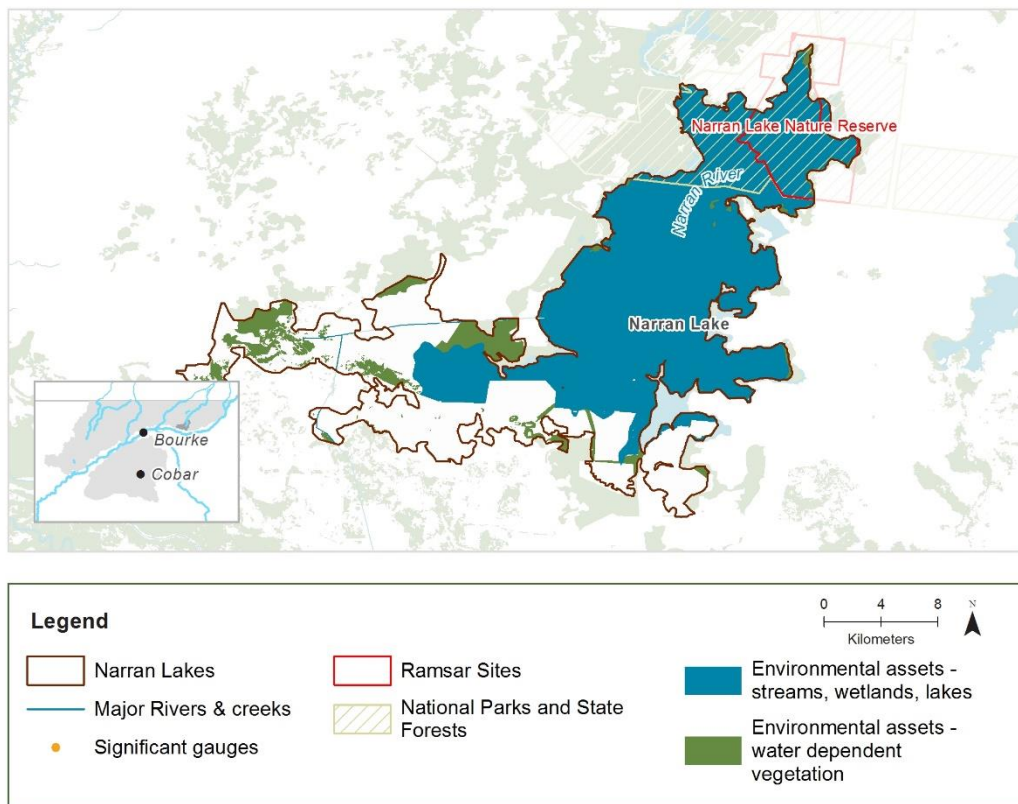 Narran Lake Nature Reserve
Narran River
Narran Lake
Bourke
Cobar
Legend
0 4 8
Kilometers
N
Narran Lakes
Major Rivers & creeks
Significant gauges
Ramsar Sites
National Parks and State
Forests
Environmental assets -
streams, wetlands, lakes
Environmental assets -
water dependent
vegetation